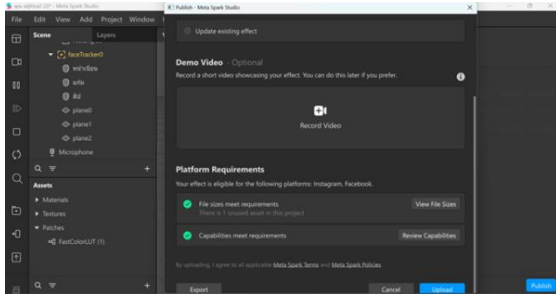 Publish - Meta Spark Studio
File Edit View Add Project Window
Scene Layers
Update existing effect
faceTracker0
plane0
plane1
plane2
Microphone
Demo Video - Optional
Record a short video showcasing your effect. You can do this later if you prefer.
Record Video
Platform Requirements
Your effect is eligible for the following platforms: Instagram, Facebook.
Assets
Materials
Textures
Patches
FastColorLUT (1)
File sizes meet requirements View File Sizes
There is 1 unused asset in this project
Capabilities meet requirements Review Capabilities
By uploading, I agree to all applicable Meta Spark Terms and Meta Spark Policies
Export Cancel Upload Publish